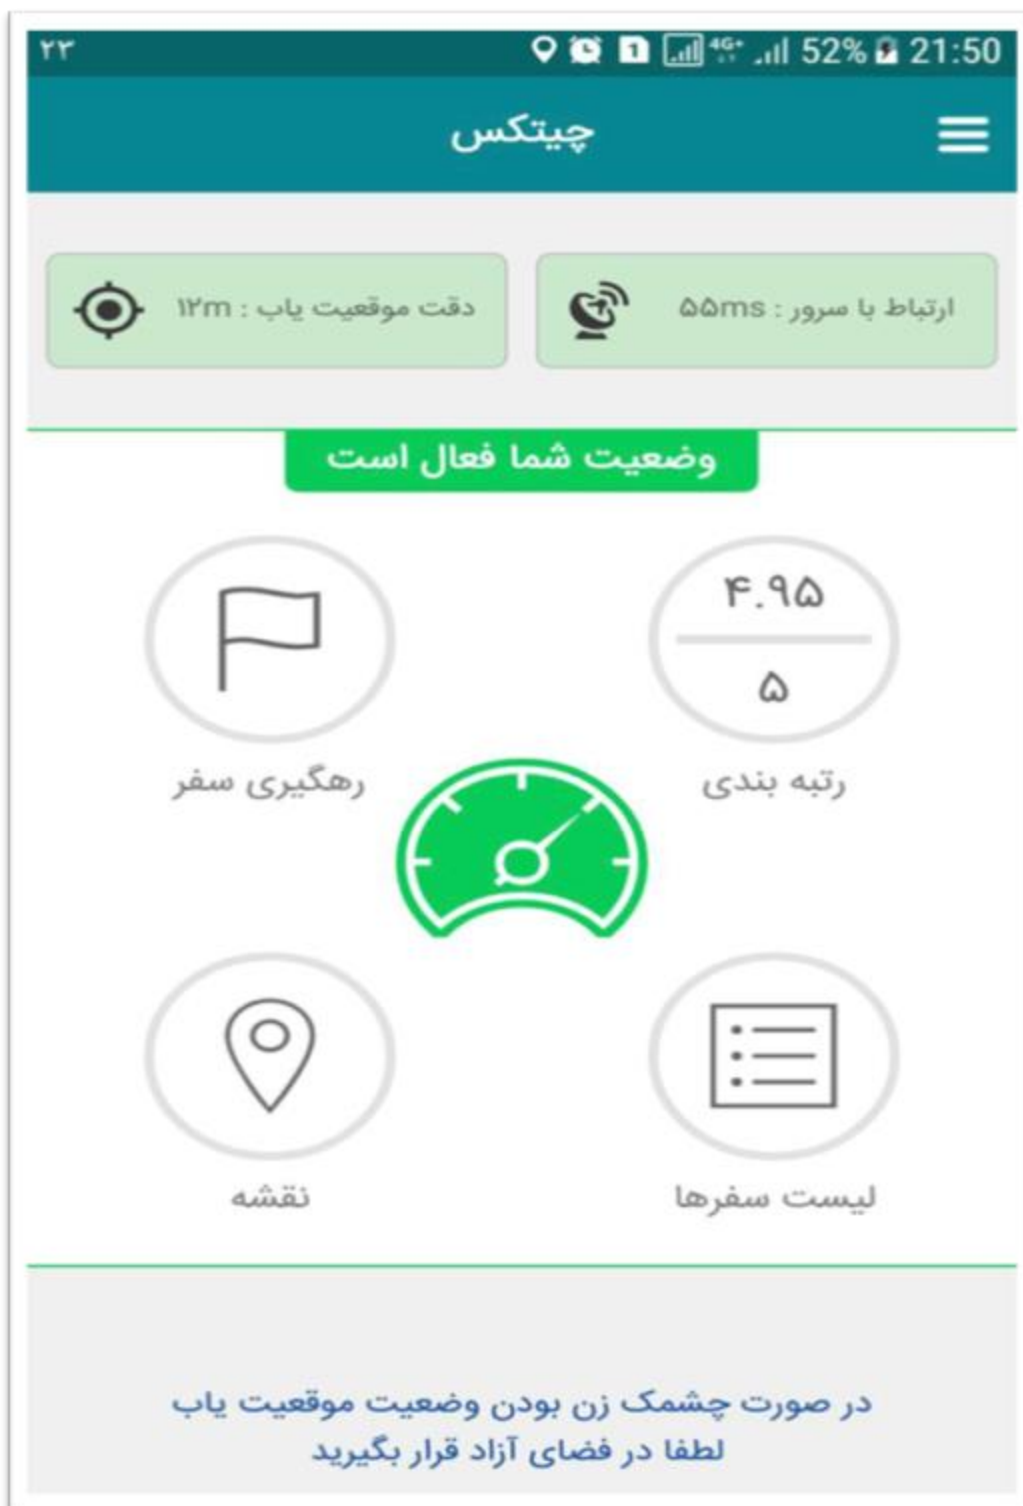 ۲۳ 1 4G+ 52% 21:50
چیتکس
ارتباط با سرور : ۵۵ms
دقت موقعیت یاب : ۱۲m
وضعیت شما فعال است
۴.۹۵
۵
رتبه بندی
رهگیری سفر
لیست سفرها
نقشه
در صورت چشمک زن بودن وضعیت موقعیت یاب
لطفا در فضای آزاد قرار بگیرید